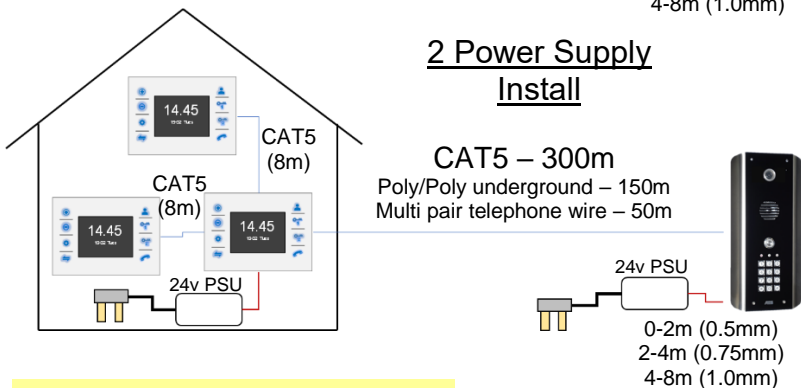 4-8m (1.0mm)
2 Power Supply
Install
14.45
CAT5
(8m)
CAT5 – 300m
Poly/Poly underground – 150m
Multi pair telephone wire – 50m
CAT5
(8m)
14.45
14.45
24v PSU
24v PSU
0-2m (0.5mm)
2-4m (0.75mm)
4-8m (1.0mm)